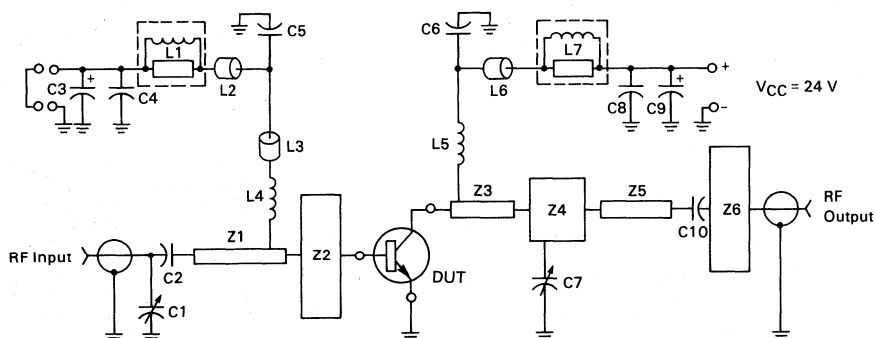 C5
C6
L1
L7
C3
+
C4
L2
L6
C8
+
C9
+
–
VCC = 24 V
L3
L5
L4
Z3
Z4
Z5
Z6
RF
Output
Z1
Z2
C10
RF Input
C2
DUT
C7
C1